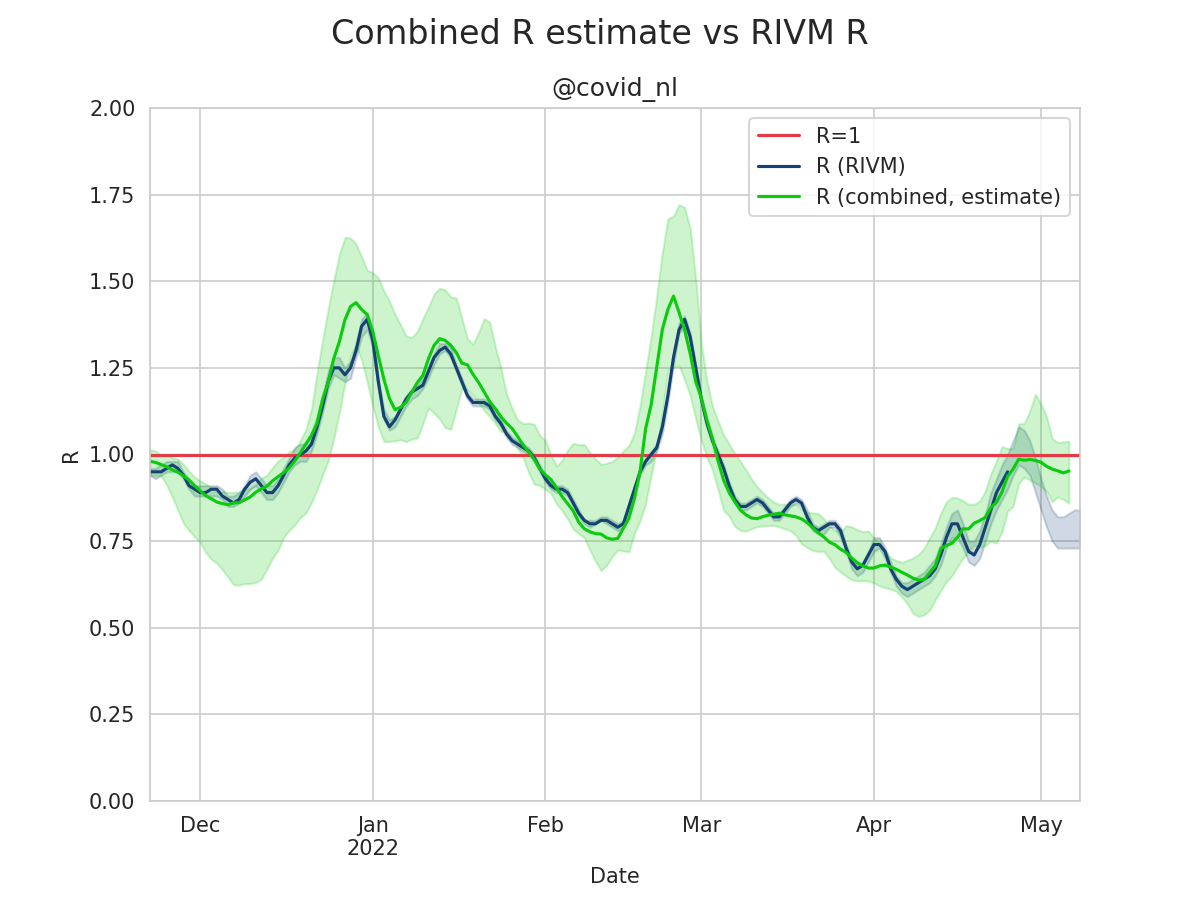 Combined R estimate vs RIVM R
@covid_nl
R=1
R (RIVM)
R (combined, estimate)
2.00
1.75
1.50
1.25
1.00
0.75
0.50
0.25
0.00
R
Dec
Jan
2022
Feb
Mar
Apr
May
Date